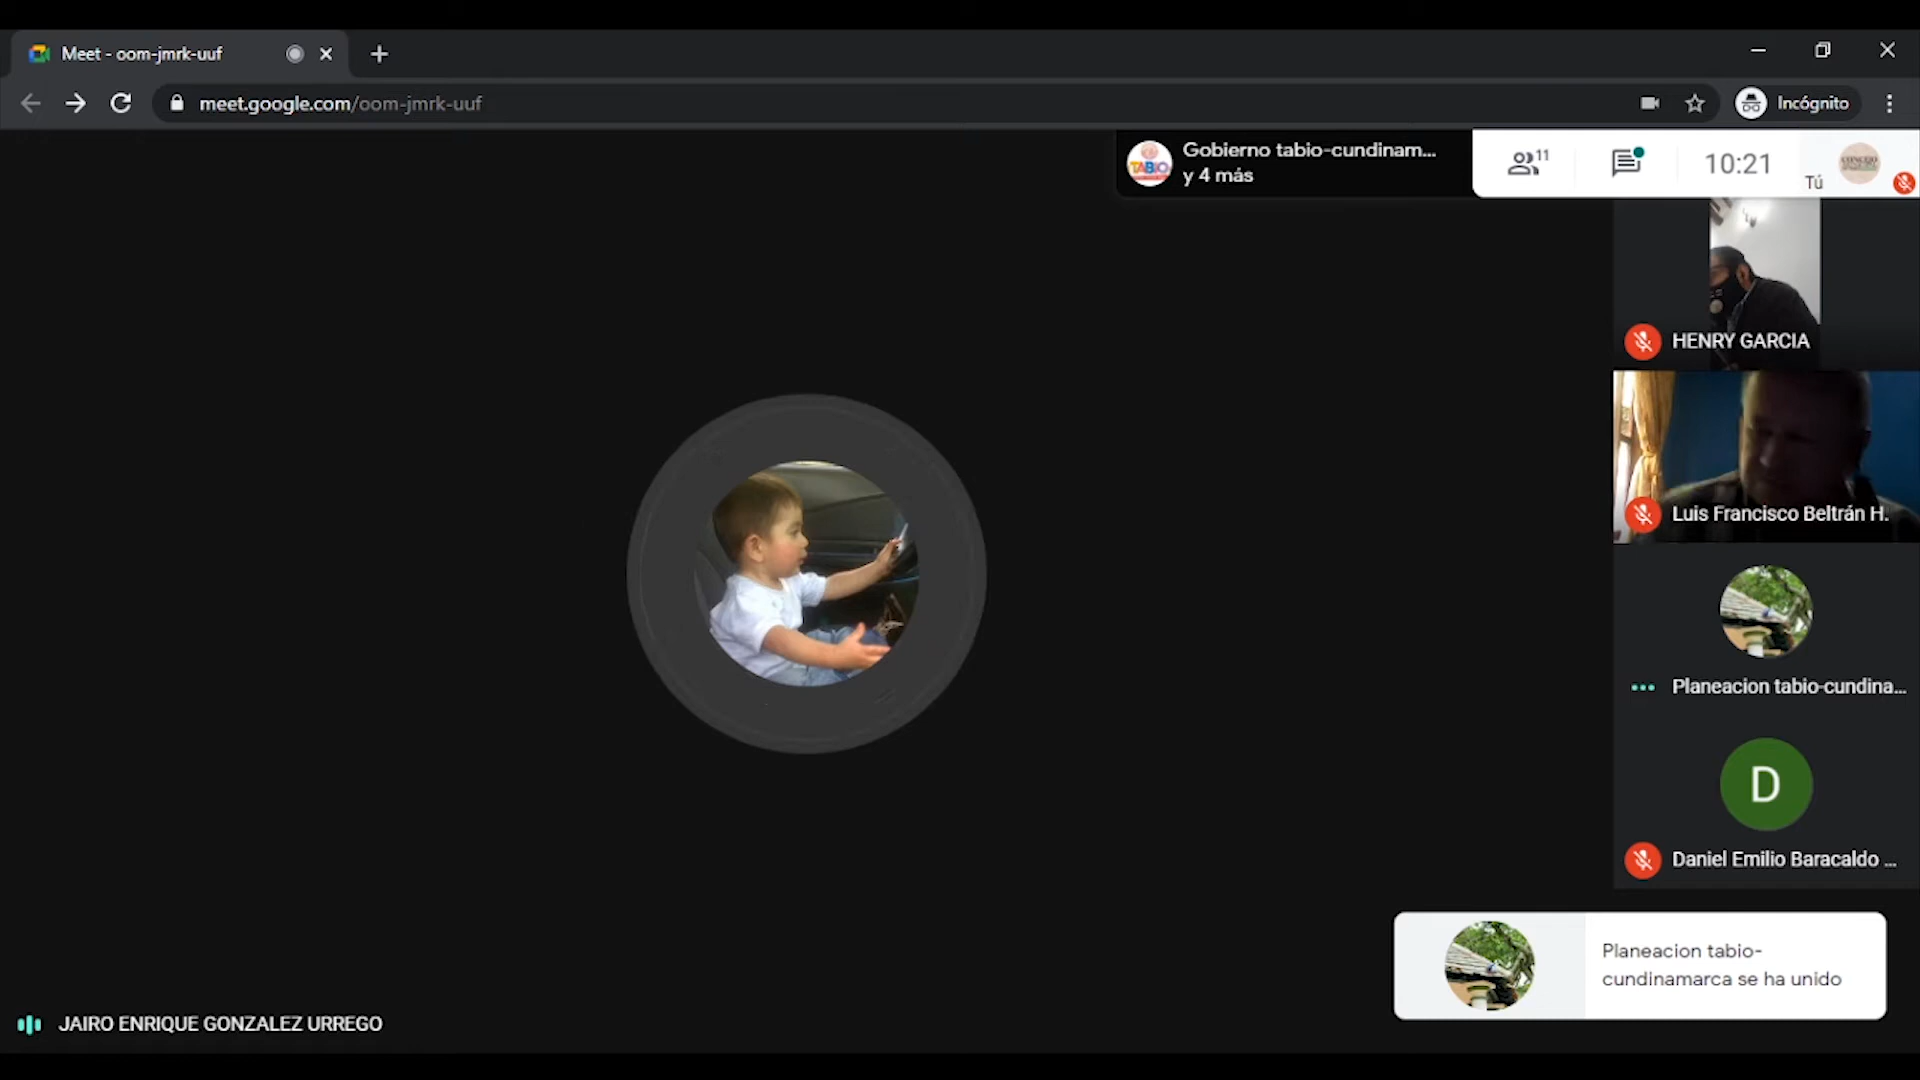 Meet - oom-jmrk-uuf
meet.google.com/oom-jmrk-uuf
Incógnito
Gobierno tabio-cundinam...
y 4 más
TABIO
11
10:21
Tú
CONCEJO
HENRY GARCIA
Luis Francisco Beltrán H.
Planeacion tabio-cundina...
D
Daniel Emilio Baracaldo ...
Planeacion tabio-
cundinamarca se ha unido
JAIRO ENRIQUE GONZALEZ URREGO